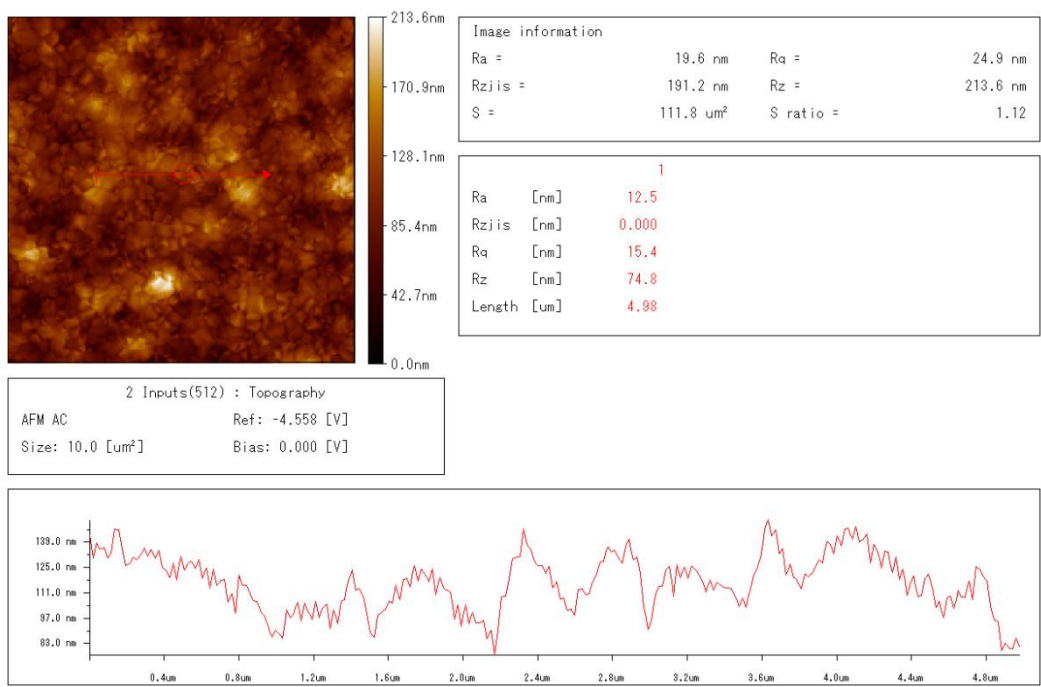 213.6nm
170.9nm
128.1nm
85.4nm
42.7nm
0.0nm
Image information
Ra = 19.6 nm Rq = 24.9 nm
Rzjis = 191.2 nm Rz = 213.6 nm
S = 111.8 um² S ratio = 1.12
1
Ra [nm] 12.5
Rzjis [nm] 0.000
Rq [nm] 15.4
Rz [nm] 74.8
Length [um] 4.98
2 Inputs(512) : Topography
AFM AC Ref: -4.558 [V]
Size: 10.0 [um²] Bias: 0.000 [V]
139.0 nm
125.0 nm
111.0 nm
97.0 nm
83.0 nm
0.4um 0.8um 1.2um 1.6um 2.0um 2.4um 2.8um 3.2um 3.6um 4.0um 4.4um 4.8um